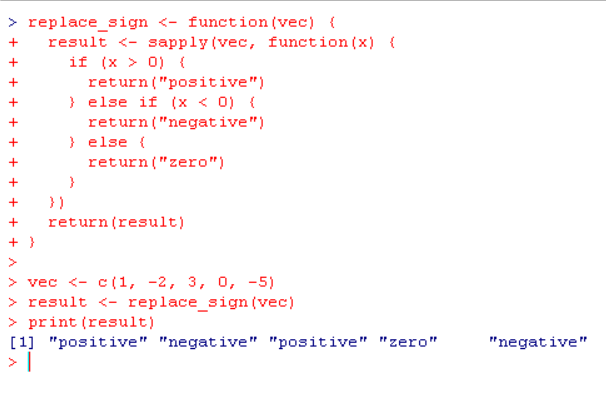 > replace_sign <- function(vec) {
+   result <- sapply(vec, function(x) {
+     if (x > 0) {
+       return("positive")
+     } else if (x < 0) {
+       return("negative")
+     } else {
+       return("zero")
+     }
+   })
+   return(result)
+ }
>
> vec <- c(1, -2, 3, 0, -5)
> result <- replace_sign(vec)
> print(result)
[1] "positive" "negative" "positive" "zero"     "negative"
>